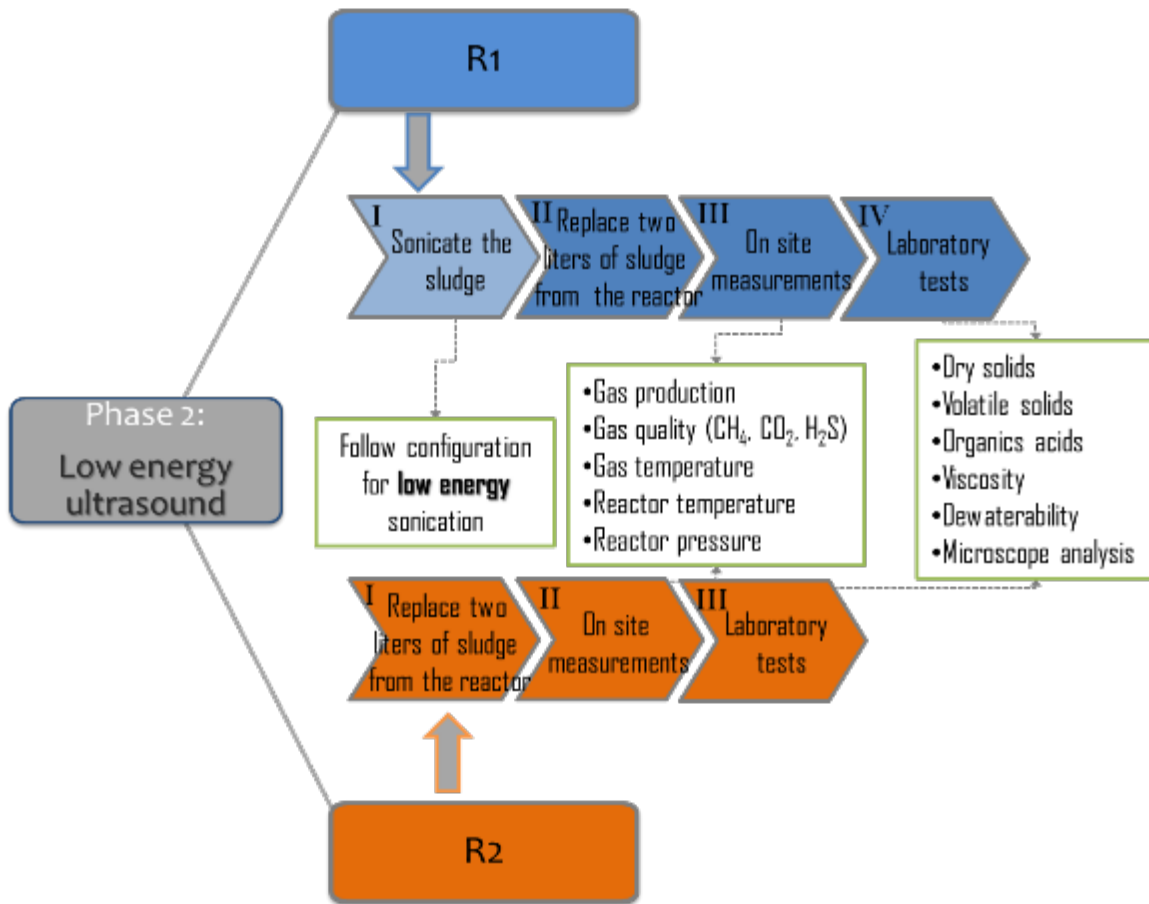 R1
I
Sonicate the
sludge
II
Replace two
liters of sludge
from the reactor
III
On site
measurements
IV
Laboratory
tests
Phase 2:
Low energy
ultrasound
Follow configuration
for low energy
sonication
•Gas production
•Gas quality (CH₄, CO₂, H₂S)
•Gas temperature
•Reactor temperature
•Reactor pressure
•Dry solids
•Volatile solids
•Organics acids
•Viscosity
•Dewaterability
•Microscope analysis
I
Replace two
liters of sludge
from the reactor
II
On site
measurements
III
Laboratory
tests
R2